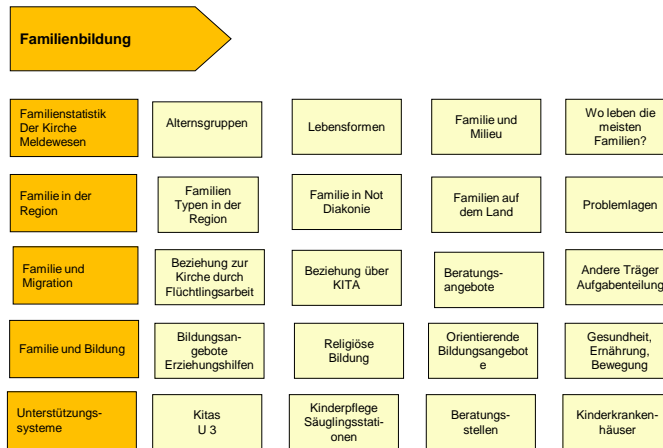 Familienbildung
Familienstatistik
Der Kirche
Meldewesen
Alternsgruppen
Lebensformen
Familie und
Milieu
Wo leben die
meisten
Familien?
Familie in der
Region
Familien
Typen in der
Region
Familie in Not
Diakonie
Familien auf
dem Land
Problemlagen
Familie und
Migration
Beziehung zur
Kirche durch
Flüchtlingsarbeit
Beziehung über
KITA
Beratungs-
angebote
Andere Träger
Aufgabenteilung
Familie und Bildung
Bildungsan-
gebote
Erziehungshilfen
Religiöse
Bildung
Orientierende
Bildungsangebot
e
Gesundheit,
Ernährung,
Bewegung
Unterstützungs-
systeme
Kitas
U 3
Kinderpflege
Säuglingsstati-
onen
Beratungs-
stellen
Kinderkranken-
häuser